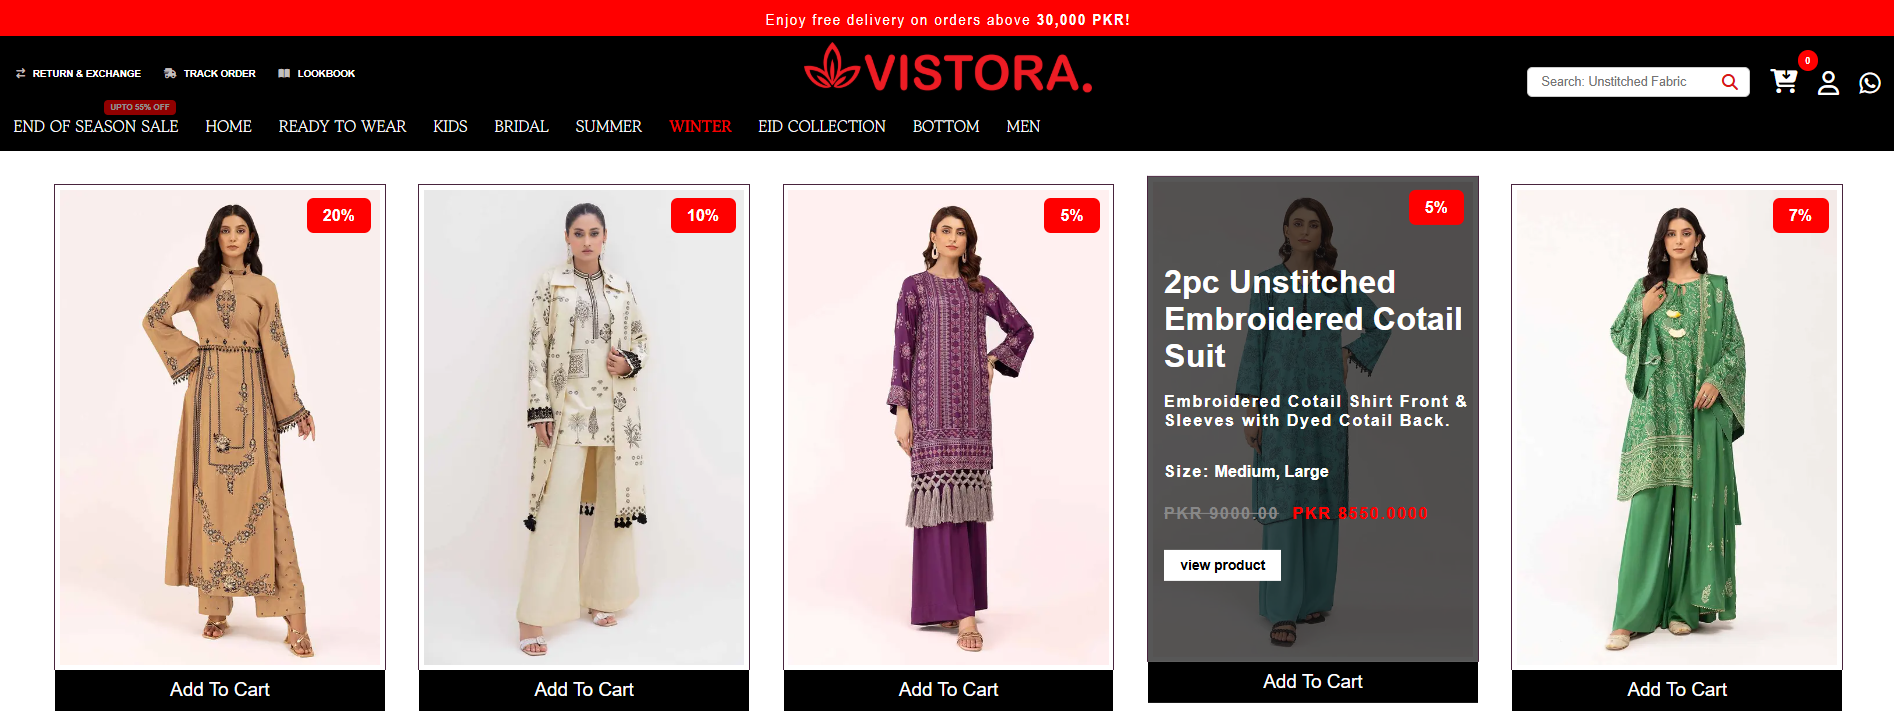 Enjoy free delivery on orders above 30,000 PKR!
RETURN & EXCHANGE
TRACK ORDER
LOOKBOOK
VISTORA.
Search: Unstitched Fabric
0
UPTO 55% OFF
END OF SEASON SALE
HOME
READY TO WEAR
KIDS
BRIDAL
SUMMER
WINTER
EID COLLECTION
BOTTOM
MEN
20%
Add To Cart
10%
Add To Cart
5%
Add To Cart
5%
2pc Unstitched
Embroidered Cotail
Suit
Embroidered Cotail Shirt Front &
Sleeves with Dyed Cotail Back.
Size: Medium, Large
PKR 9000.00 PKR 8550.0000
view product
Add To Cart
7%
Add To Cart